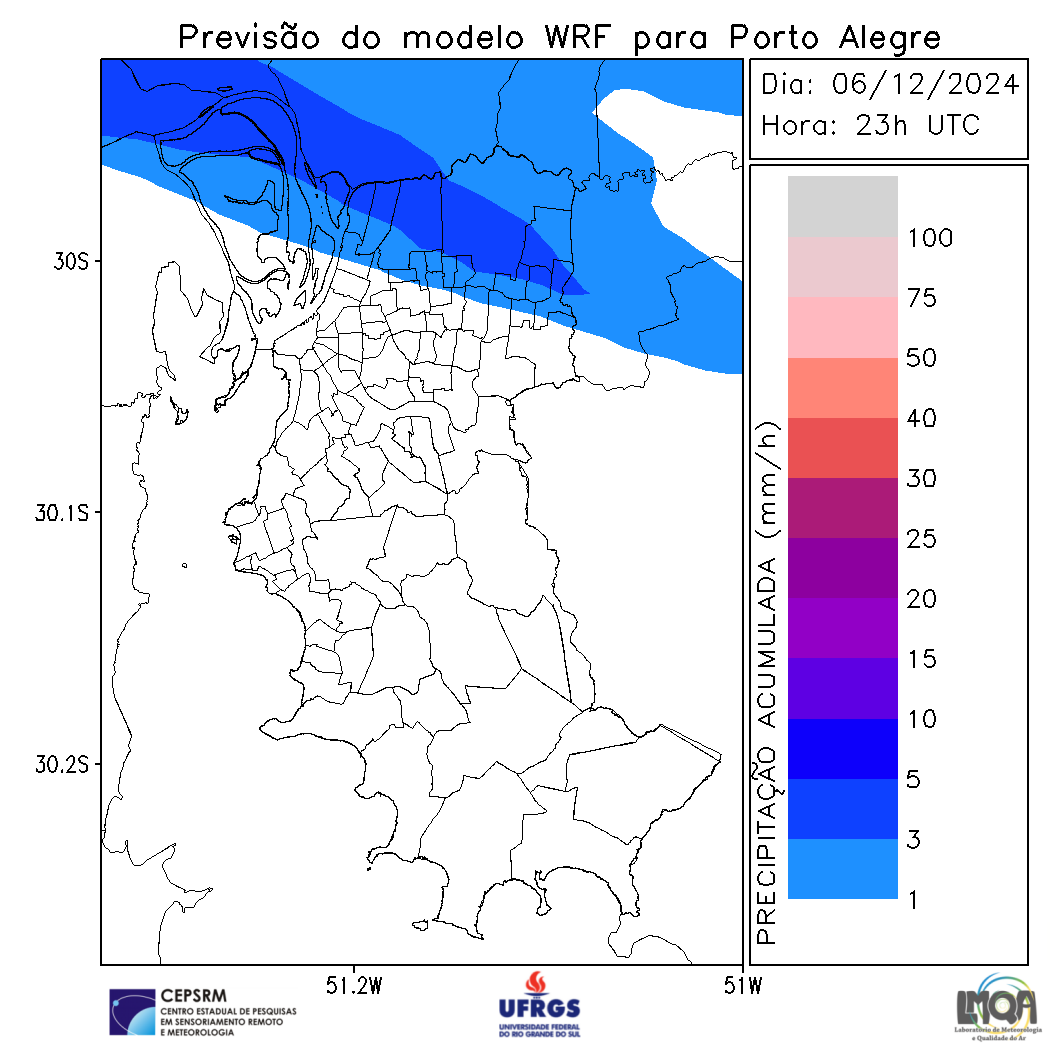 Previsão do modelo WRF para Porto Alegre
Dia: 06/12/2024
Hora: 23h UTC
30S
30.1S
30.2S
51.2W
51W
PRECIPITAÇÃO ACUMULADA (mm/h)
100
75
50
40
30
25
20
15
10
5
3
1
CEPSRM
CENTRO ESTADUAL DE PESQUISAS
EM SENSORIAMENTO REMOTO
E METEOROLOGIA
UFRGS
UNIVERSIDADE FEDERAL
DO RIO GRANDE DO SUL
LMQA
Laboratório de Meteorologia
e Qualidade do Ar